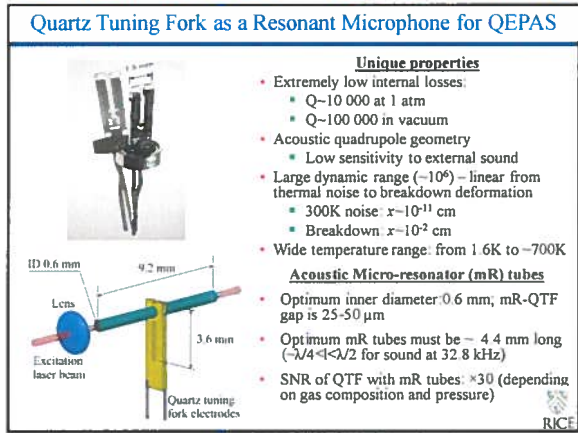 Quartz Tuning Fork as a Resonant Microphone for QEPAS
Unique properties
• Extremely low internal losses:
▪ Q~10 000 at 1 atm
▪ Q~100 000 in vacuum
• Acoustic quadrupole geometry
▪ Low sensitivity to external sound
• Large dynamic range (~10⁶) – linear from
thermal noise to breakdown deformation
▪ 300K noise: x~10⁻¹¹ cm
▪ Breakdown: x~10⁻² cm
• Wide temperature range: from 1.6K to ~700K
Acoustic Micro-resonator (mR) tubes
• Optimum inner diameter:0.6 mm; mR-QTF
gap is 25-50 µm
• Optimum mR tubes must be ~ 4.4 mm long
(~λ/4<l<λ/2 for sound at 32.8 kHz)
• SNR of QTF with mR tubes: ×30 (depending
on gas composition and pressure)
ID 0.6 mm
9.2 mm
Lens
3.6 mm
Excitation
laser beam
Quartz tuning
fork electrodes
RICE